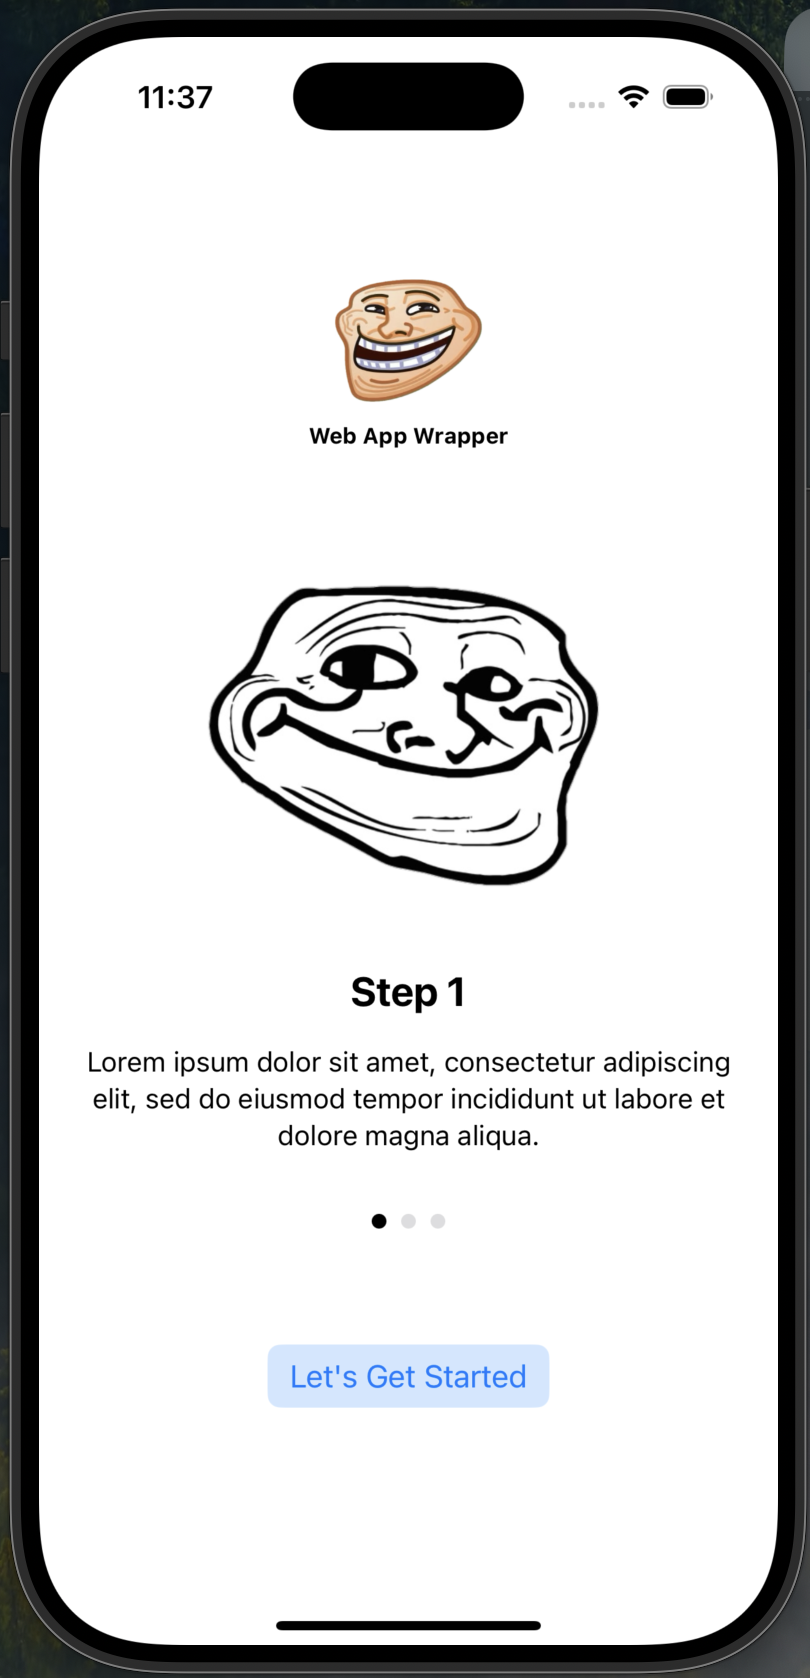 11:37
Web App Wrapper
Step 1
Lorem ipsum dolor sit amet, consectetur adipiscing
elit, sed do eiusmod tempor incididunt ut labore et
dolore magna aliqua.
Let's Get Started